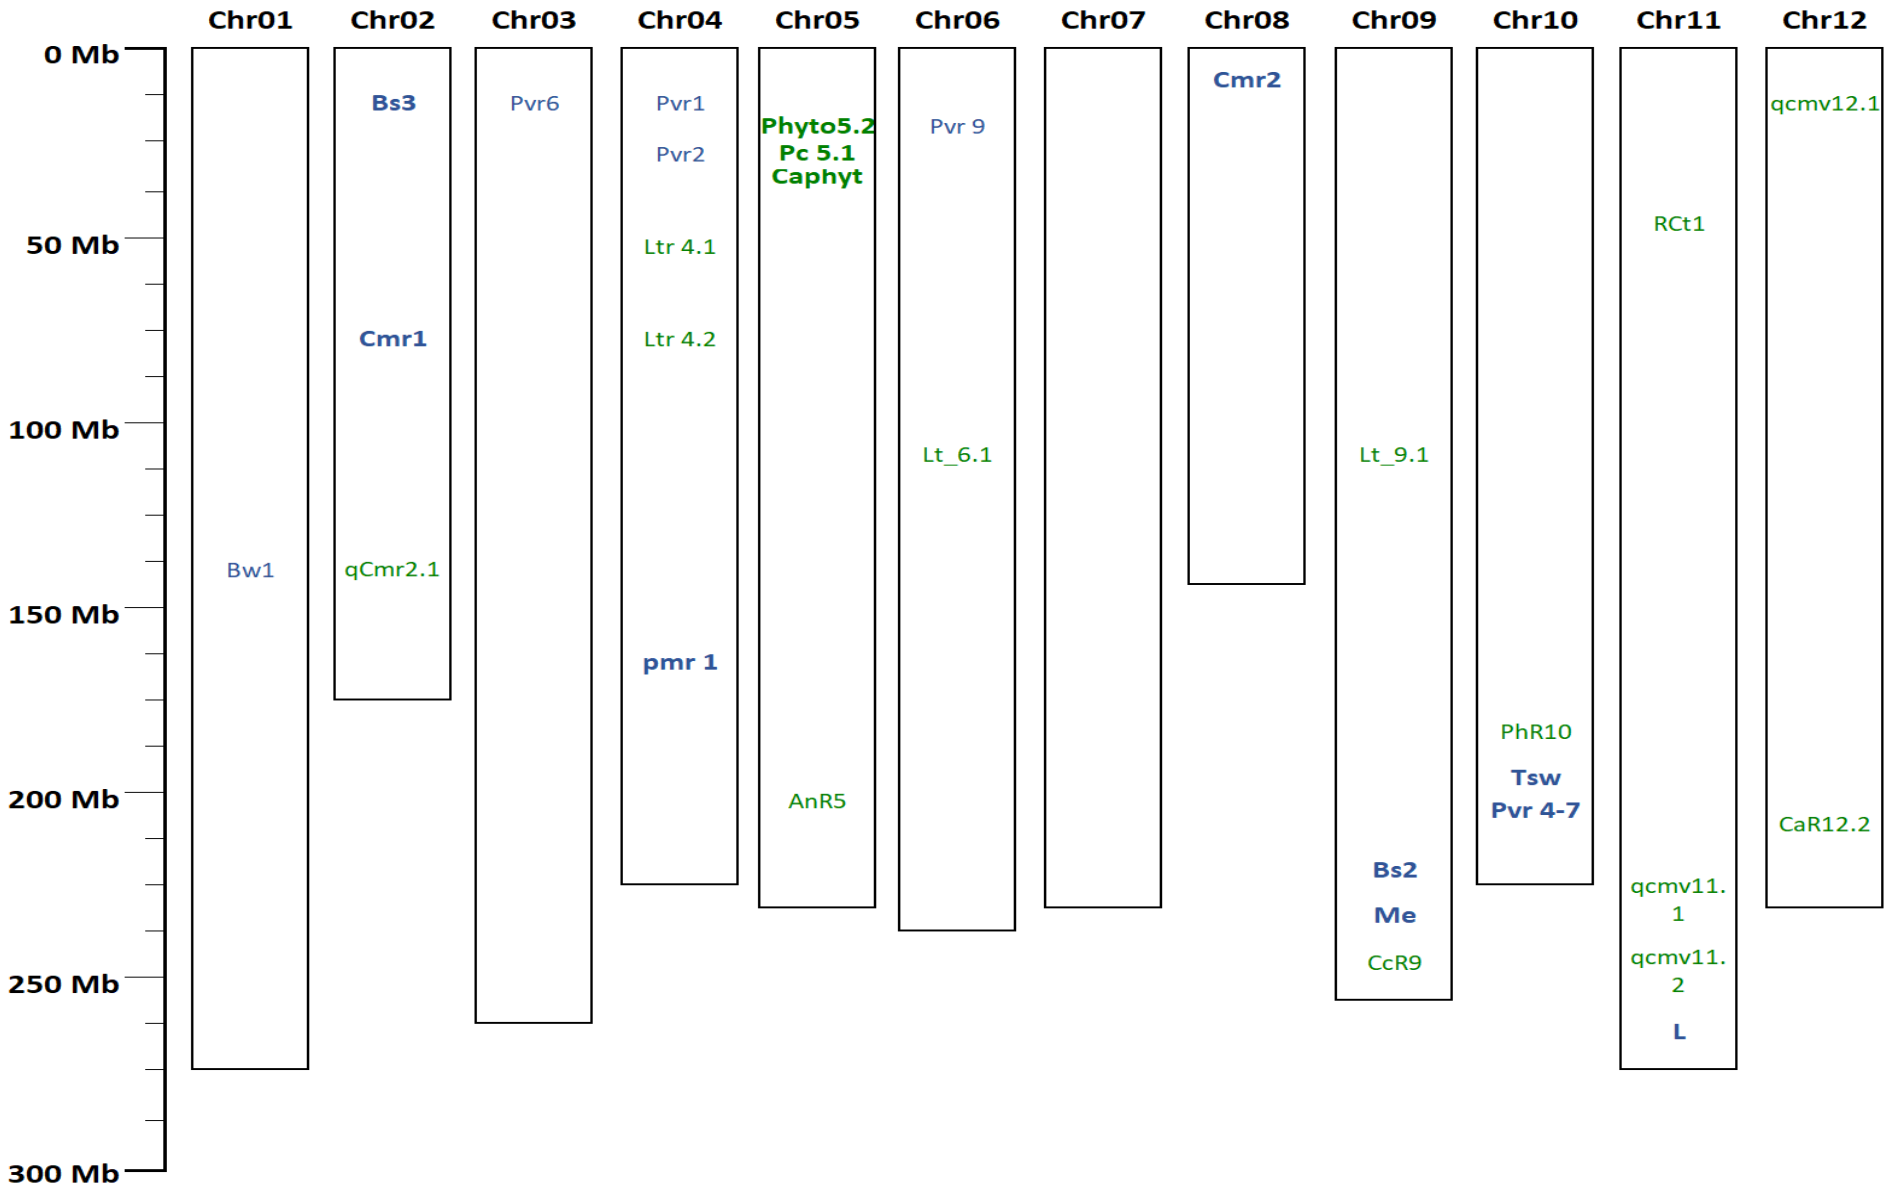 Chr01 Chr02 Chr03 Chr04 Chr05 Chr06 Chr07 Chr08 Chr09 Chr10 Chr11 Chr12
0 Mb
50 Mb
100 Mb
150 Mb
200 Mb
250 Mb
300 Mb
Bw1
Bs3
Cmr1
qCmr2.1
Pvr6
Pvr1
Pvr2
Ltr 4.1
Ltr 4.2
pmr 1
Phyto5.2
Pc 5.1
Caphyt
AnR5
Pvr 9
Lt_6.1
Cmr2
Lt_9.1
Bs2
Me
CcR9
PhR10
Tsw
Pvr 4-7
RCt1
qcmv11.
1
qcmv11.
2
L
qcmv12.1
CaR12.2